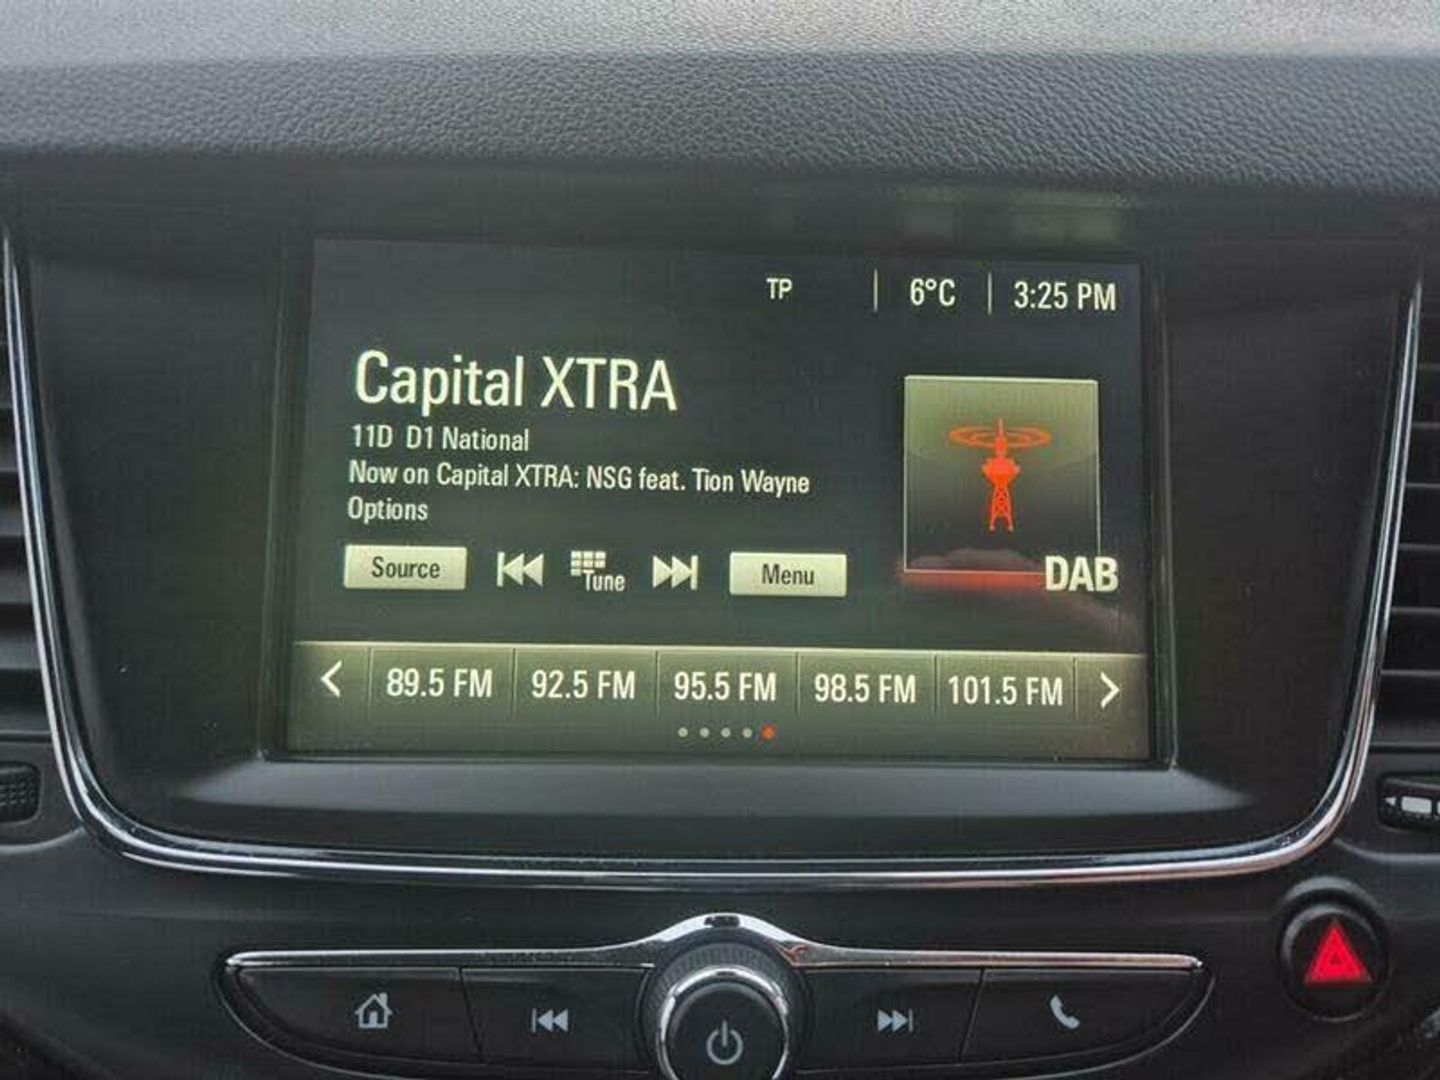 TP 6°C 3:25 PM
Capital XTRA
11D D1 National
Now on Capital XTRA: NSG feat. Tion Wayne
Options
Source Tune Menu
DAB
89.5 FM 92.5 FM 95.5 FM 98.5 FM 101.5 FM